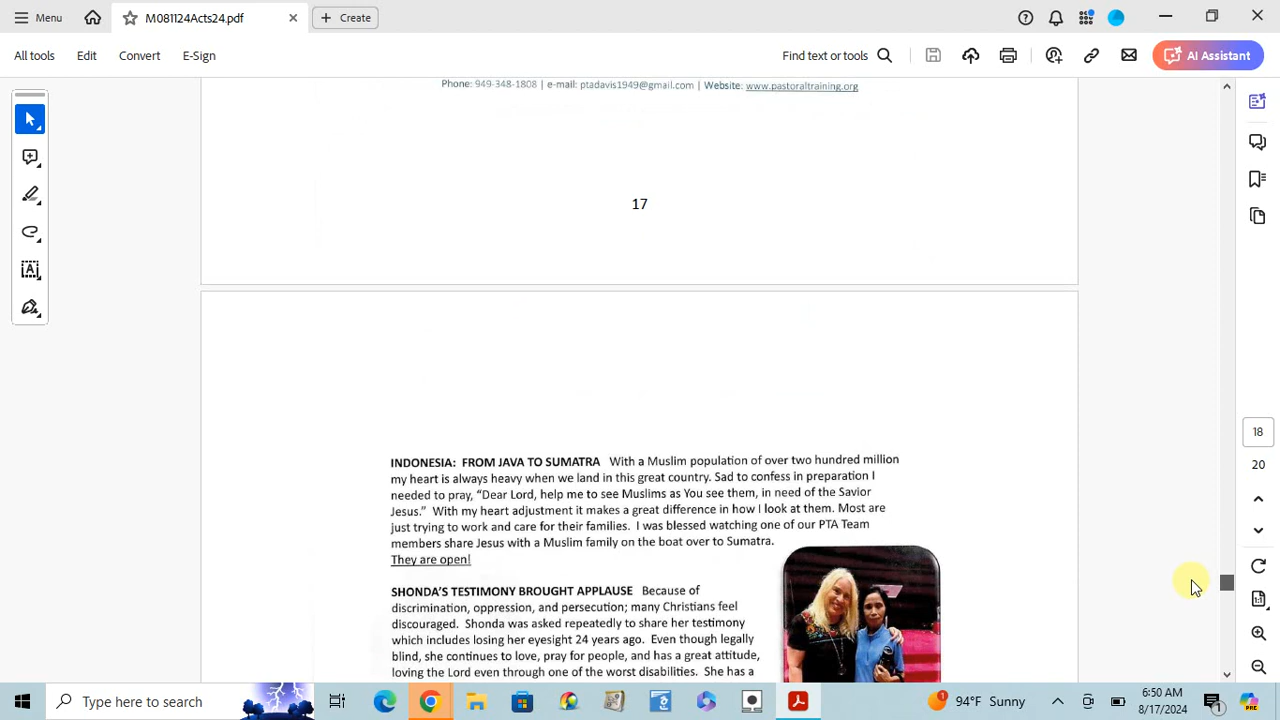 Menu
M081124Acts24.pdf
Create
All tools
Edit
Convert
E-Sign
Find text or tools
AI Assistant
Phone: 949-348-1808 | e-mail: ptadavis1949@gmail.com | Website: www.pastoraltraining.org
17
INDONESIA: FROM JAVA TO SUMATRA With a Muslim population of over two hundred million
my heart is always heavy when we land in this great country. Sad to confess in preparation I
needed to pray, “Dear Lord, help me to see Muslims as You see them, in need of the Savior
Jesus.” With my heart adjustment it makes a great difference in how I look at them. Most are
just trying to work and care for their families. I was blessed watching one of our PTA Team
members share Jesus with a Muslim family on the boat over to Sumatra.
They are open!
SHONDA’S TESTIMONY BROUGHT APPLAUSE Because of
discrimination, oppression, and persecution; many Christians feel
discouraged. Shonda was asked repeatedly to share her testimony
which includes losing her eyesight 24 years ago. Even though legally
blind, she continues to love, pray for people, and has a great attitude,
loving the Lord even through one of the worst disabilities. She has a
18
20
Type here to search
1
94°F Sunny
6:50 AM
8/17/2024
1
PRE